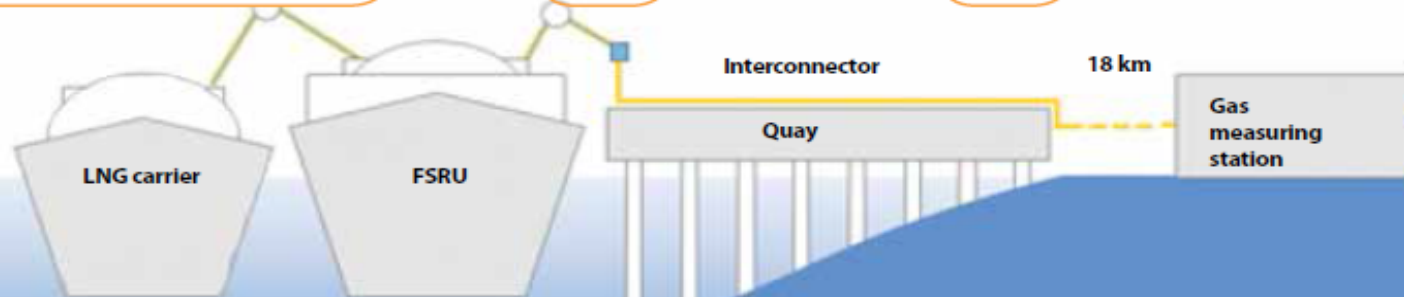 Interconnector
18 km
Gas
measuring
station
Quay
LNG carrier
FSRU